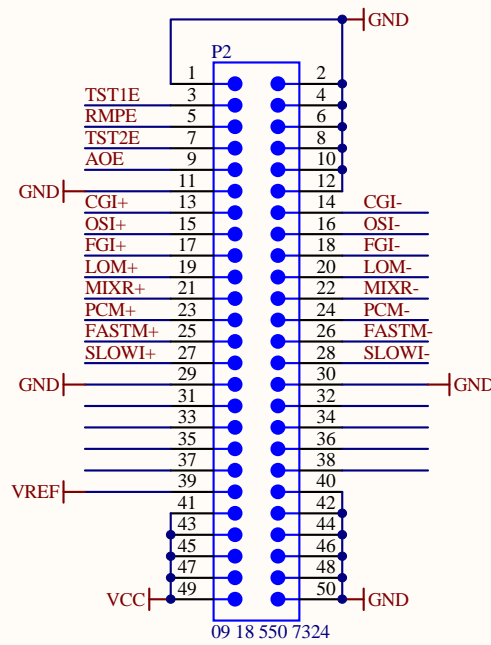 GND
P2
1 2
TST1E 3 4
RMPE 5 6
TST2E 7 8
AOE 9 10
GND 11 12
CGI+ 13 14 CGI-
OSI+ 15 16 OSI-
FGI+ 17 18 FGI-
LOM+ 19 20 LOM-
MIXR+ 21 22 MIXR-
PCM+ 23 24 PCM-
FASTM+ 25 26 FASTM-
SLOWI+ 27 28 SLOWI-
GND 29 30 GND
31 32
33 34
35 36
37 38
VREF 39 40
41 42
43 44
45 46
47 48
VCC 49 50 GND
09 18 550 7324